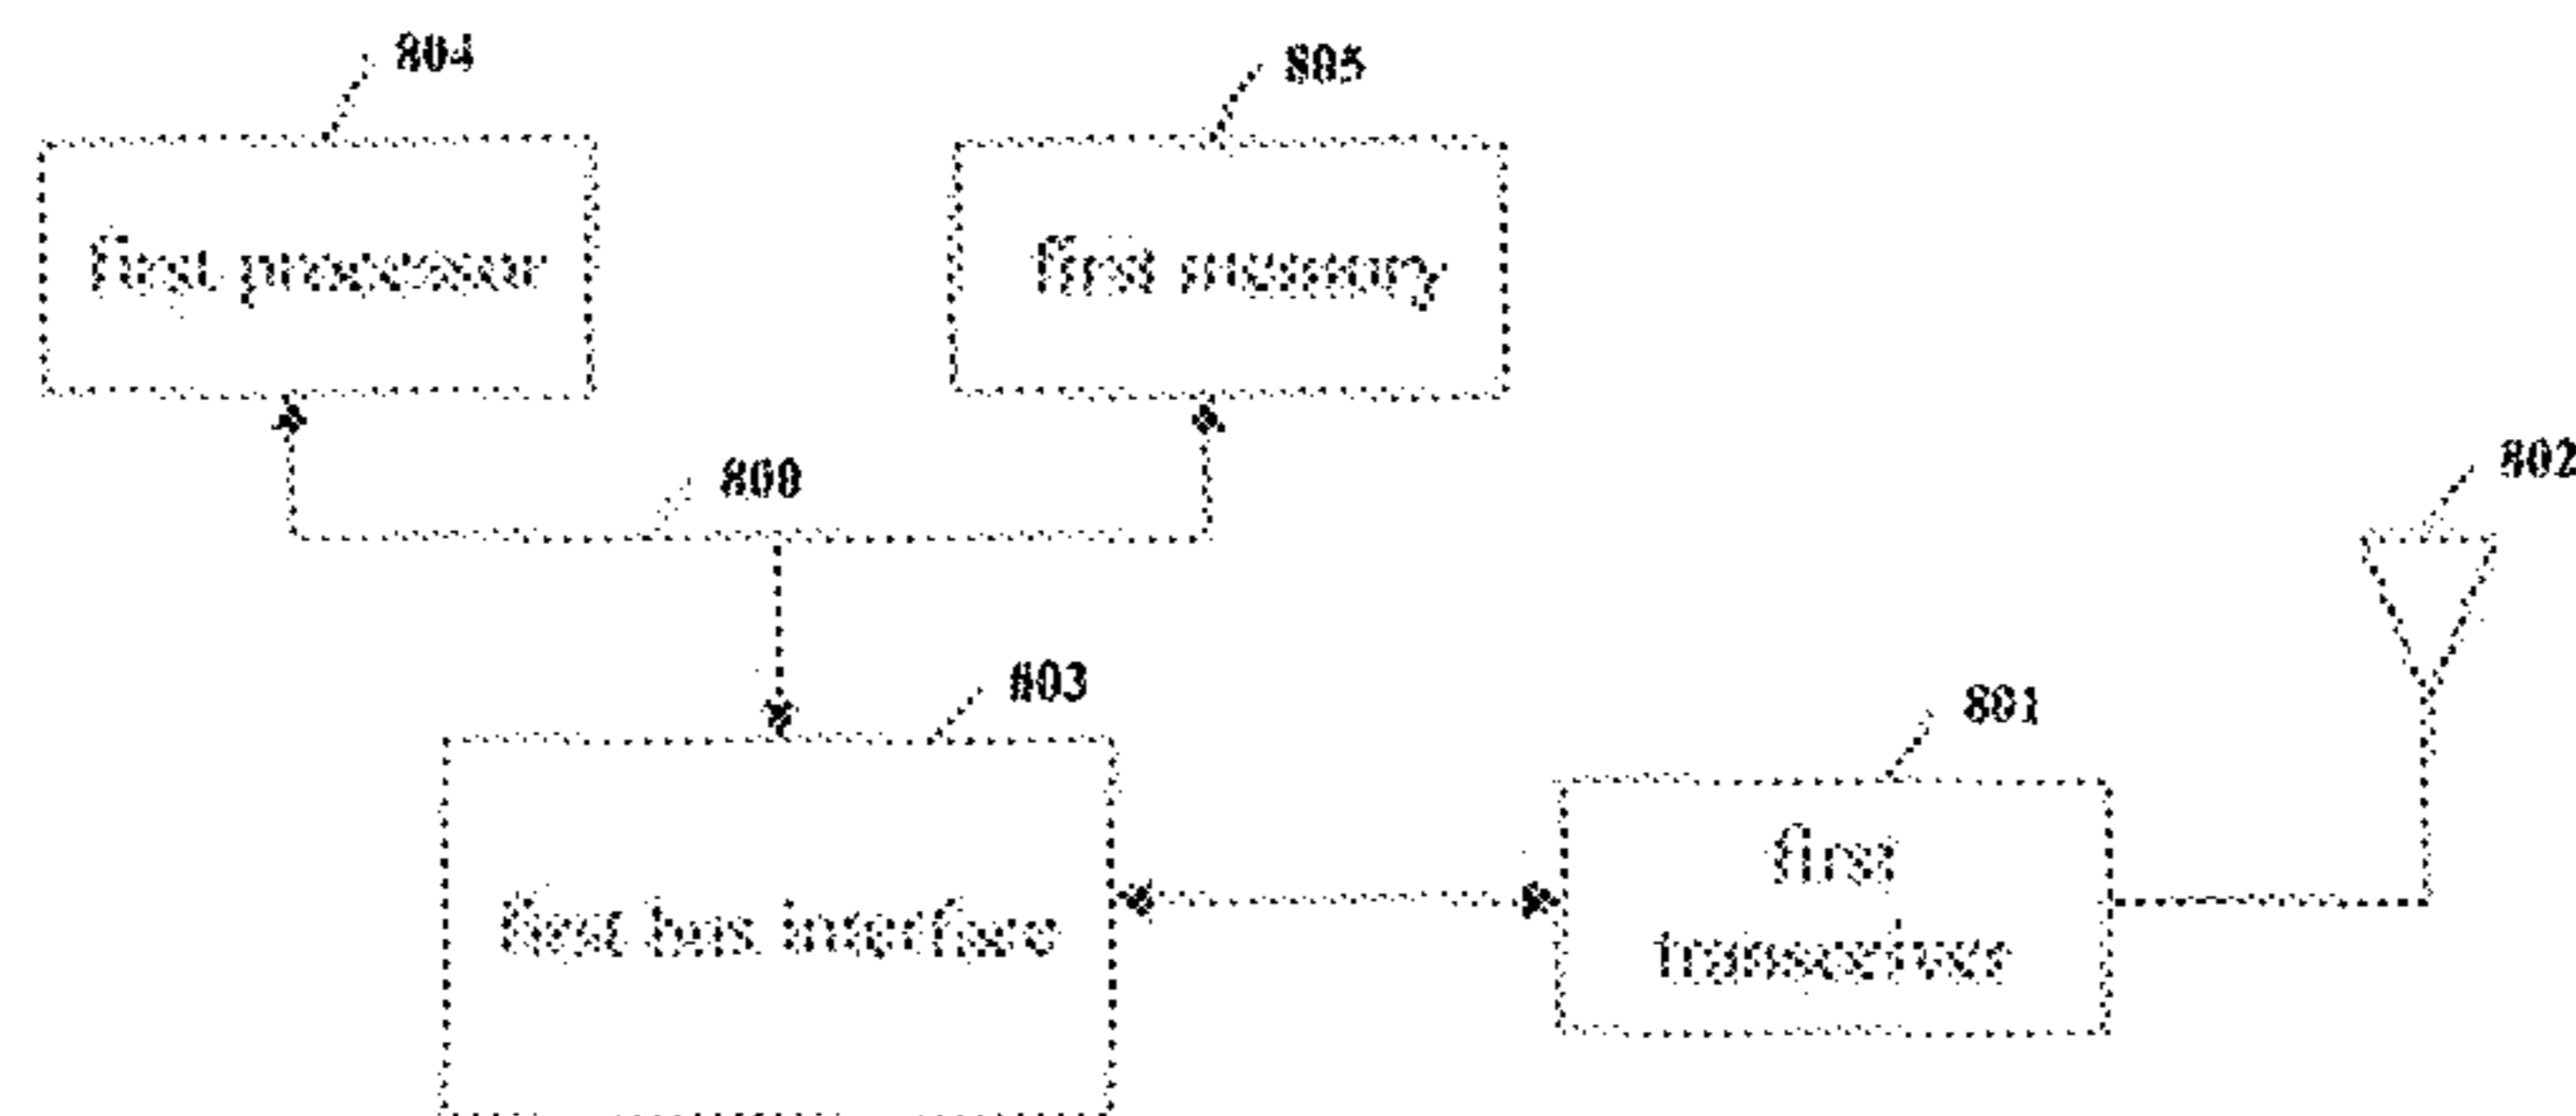 804
805
first processor
first memory
800
802
803
801
first bus interface
first
transceiver